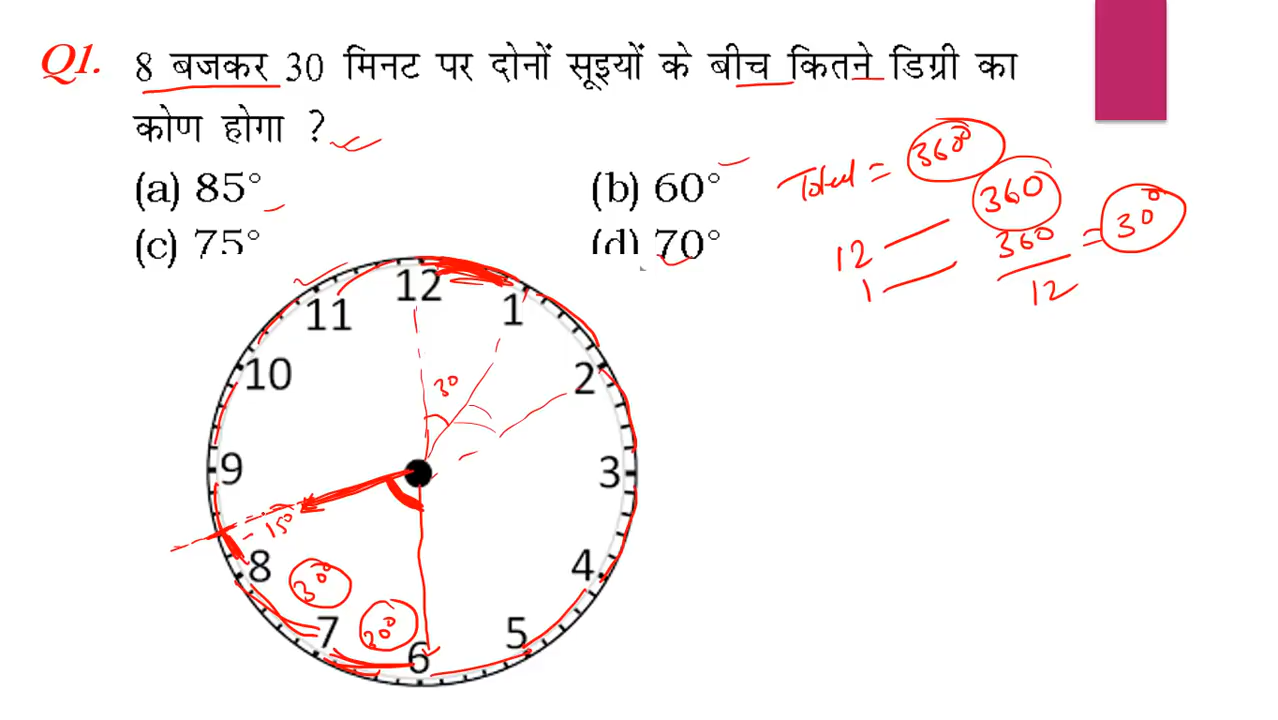 Q1. 8 बजकर 30 मिनट पर दोनों सूइयों के बीच कितने डिग्री का
कोण होगा ?
(a) 85° (b) 60°
(c) 75° (d) 70°
Total = 360°
12 — 360
1 — 360/12 = 30°
12
11 1
10 2
30
9 3
15°
8 4
30°
7 30° 5
6